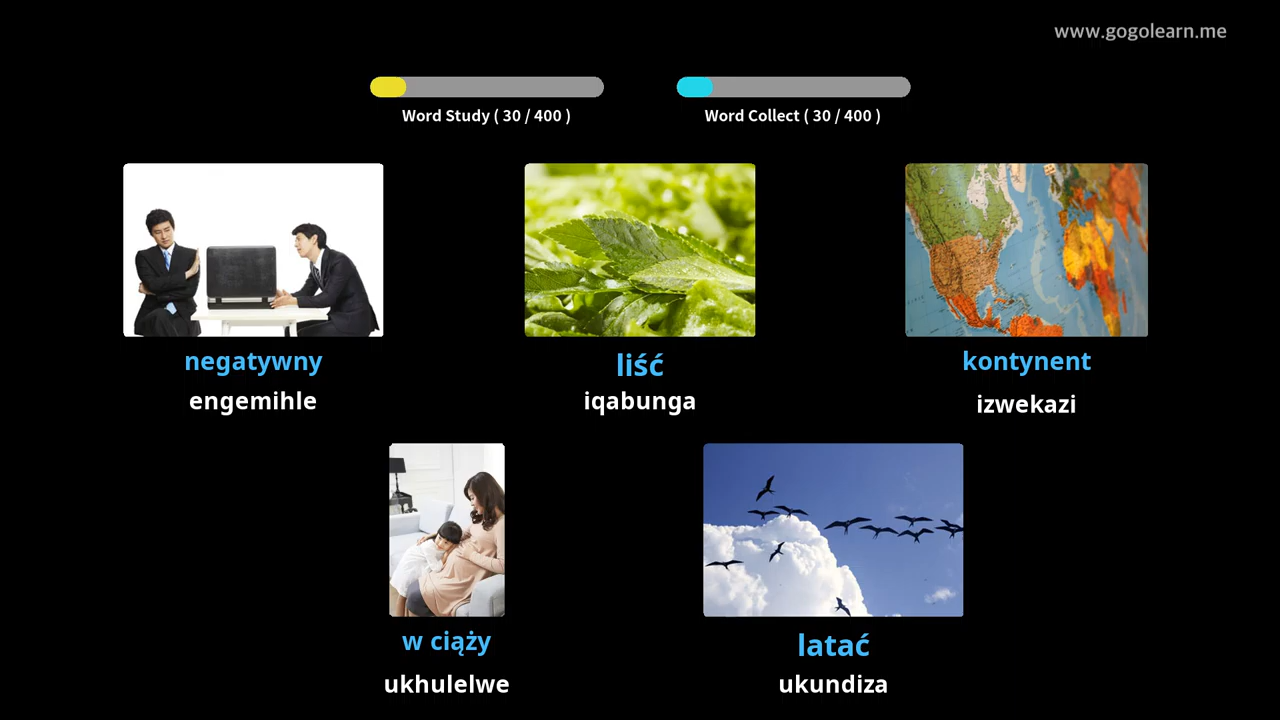 www.gogolearn.me
Word Study ( 30 / 400 )
Word Collect ( 30 / 400 )
negatywny
engemihle
liść
iqabunga
kontynent
izwekazi
w ciąży
ukhulelwe
latać
ukundiza